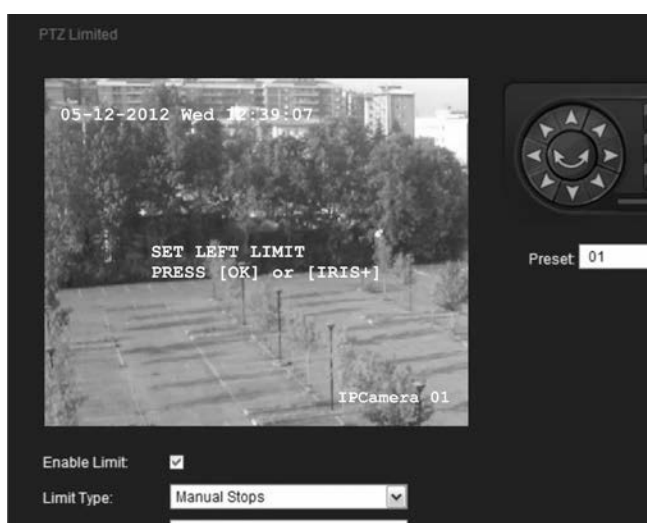 PTZ Limited
05-12-2012 Wed 12:39:07
SET LEFT LIMIT
PRESS [OK] or [IRIS+]
IPCamera 01
Preset: 01
Enable Limit:
Limit Type: Manual Stops